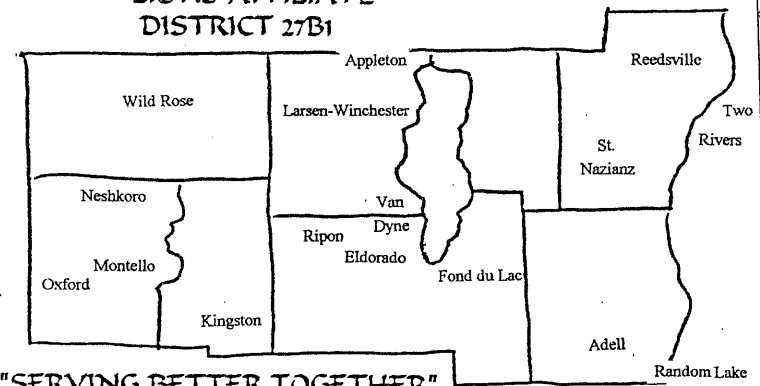 DISTRICT 27B1
Appleton
Reedsville
Wild Rose
Larsen-Winchester
Two
Rivers
St.
Nazianz
Neshkoro
Van
Dyne
Ripon
Eldorado
Montello
Oxford
Fond du Lac
Kingston
Adell
Random Lake
"SERVING BETTER TOGETHER"